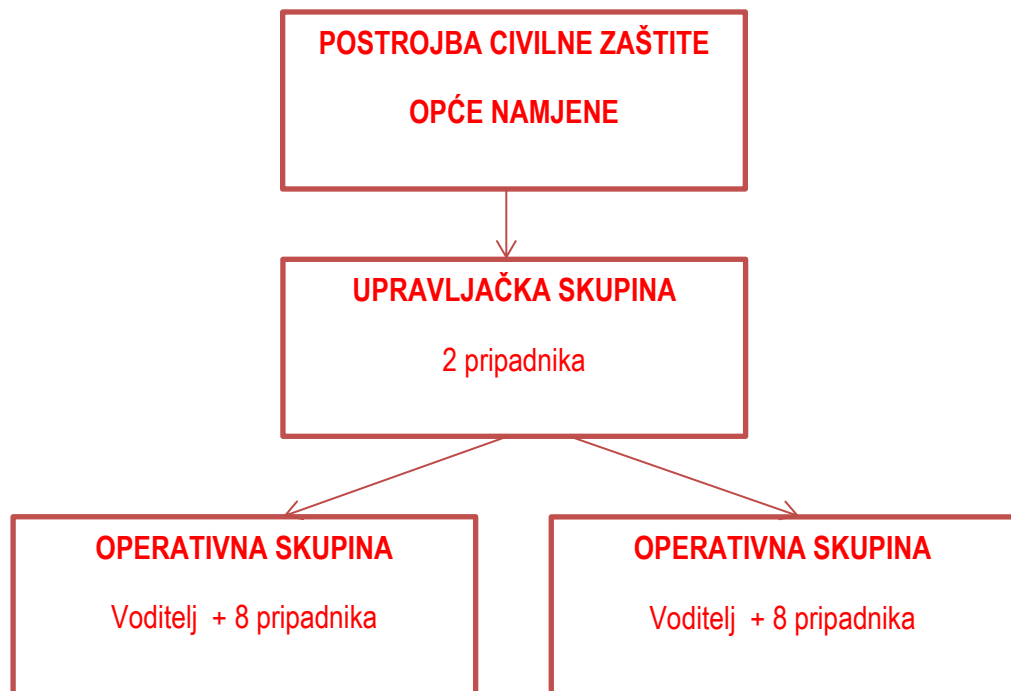 POSTROJBA CIVILNE ZAŠTITE
OPĆE NAMJENE
UPRAVLJAČKA SKUPINA
2 pripadnika
OPERATIVNA SKUPINA
Voditelj + 8 pripadnika
OPERATIVNA SKUPINA
Voditelj + 8 pripadnika